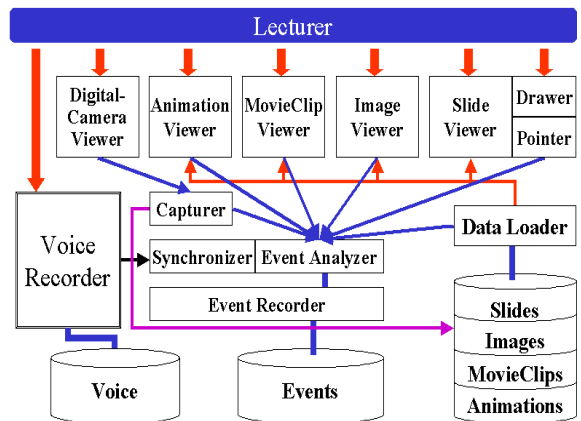 Lecturer
Digital-
Camera
Viewer
Animation
Viewer
MovieClip
Viewer
Image
Viewer
Slide
Viewer
Drawer
Pointer
Capturer
Data Loader
Voice
Recorder
Synchronizer
Event Analyzer
Event Recorder
Slides
Images
MovieClips
Animations
Voice
Events